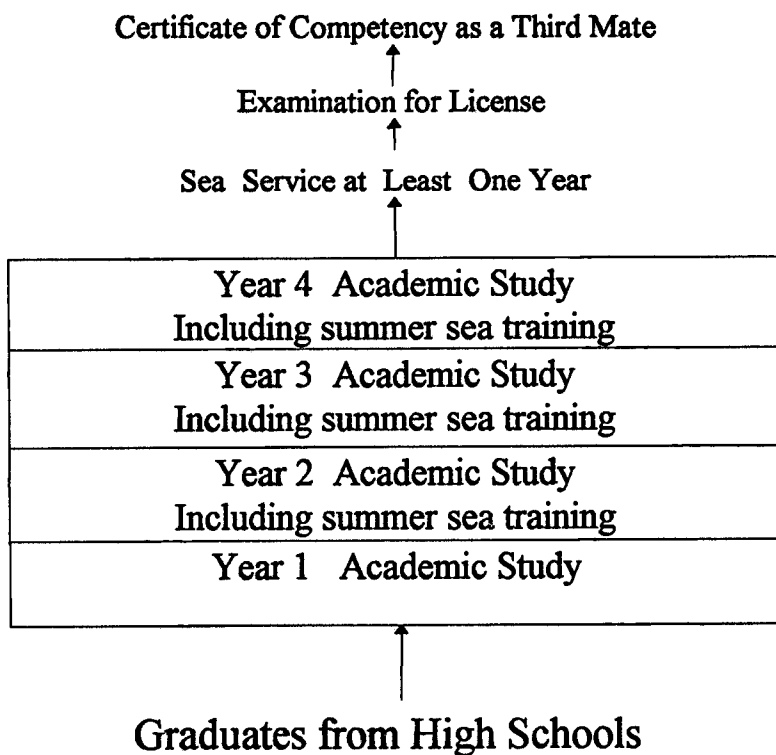 Certificate of Competency as a Third Mate
Examination for License
Sea Service at Least One Year
Year 4 Academic Study
Including summer sea training
Year 3 Academic Study
Including summer sea training
Year 2 Academic Study
Including summer sea training
Year 1 Academic Study
Graduates from High Schools